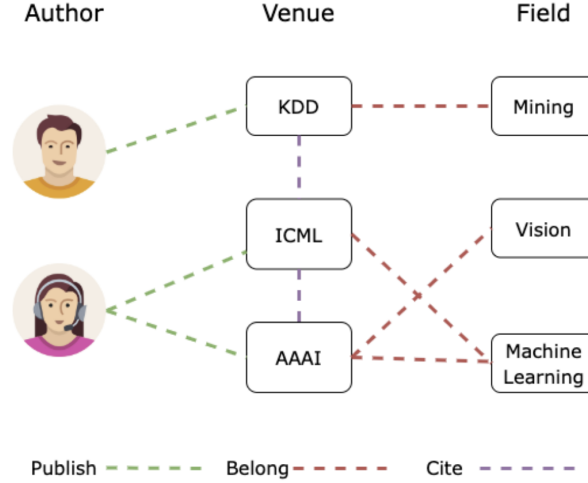 Author Venue Field
KDD Mining
ICML Vision
AAAI Machine
Learning
Publish Belong Cite